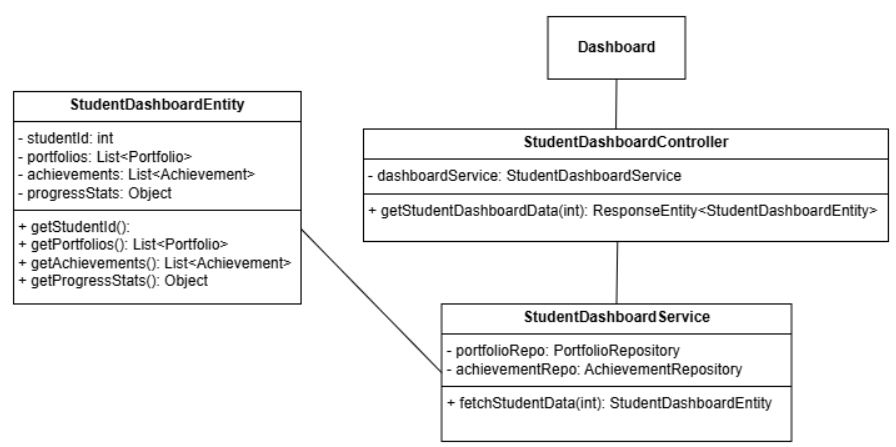 Dashboard
StudentDashboardEntity
- studentId: int
- portfolios: List<Portfolio>
- achievements: List<Achievement>
- progressStats: Object
+ getStudentId():
+ getPortfolios(): List<Portfolio>
+ getAchievements(): List<Achievement>
+ getProgressStats(): Object
StudentDashboardController
- dashboardService: StudentDashboardService
+ getStudentDashboardData(int): ResponseEntity<StudentDashboardEntity>
StudentDashboardService
- portfolioRepo: PortfolioRepository
- achievementRepo: AchievementRepository
+ fetchStudentData(int): StudentDashboardEntity